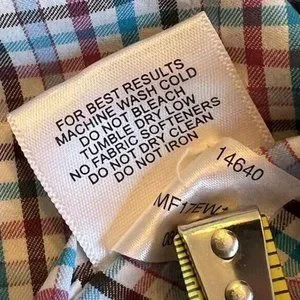 FOR BEST RESULTS
MACHINE WASH COLD
DO NOT BLEACH
TUMBLE DRY LOW
NO FABRIC SOFTENERS
DO NOT DRY CLEAN
DO NOT IRON
14640